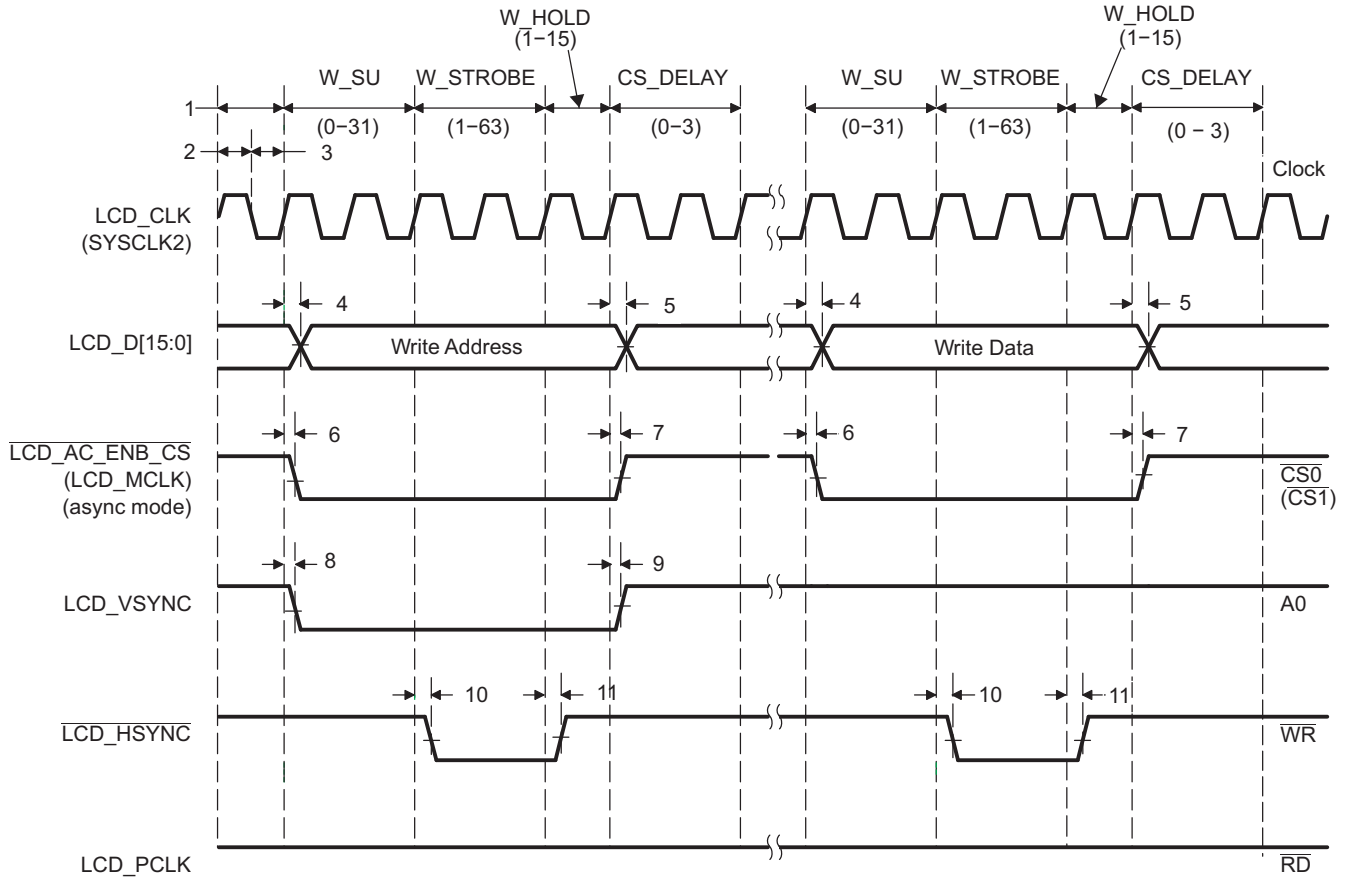 W_HOLD
(1−15)
W_HOLD
(1−15)
W_SU
W_STROBE
CS_DELAY
W_SU
W_STROBE
CS_DELAY
1
(0−31)
(1−63)
(0−3)
(0−31)
(1−63)
(0 − 3)
2
3
Clock
LCD_CLK
(SYSCLK2)
4
5
4
5
LCD_D[15:0]
Write Address
Write Data
6
7
6
7
LCD_AC_ENB_CS
(LCD_MCLK)
(async mode)
CS0
(CS1)
8
9
LCD_VSYNC
A0
10
11
10
11
LCD_HSYNC
WR
LCD_PCLK
RD